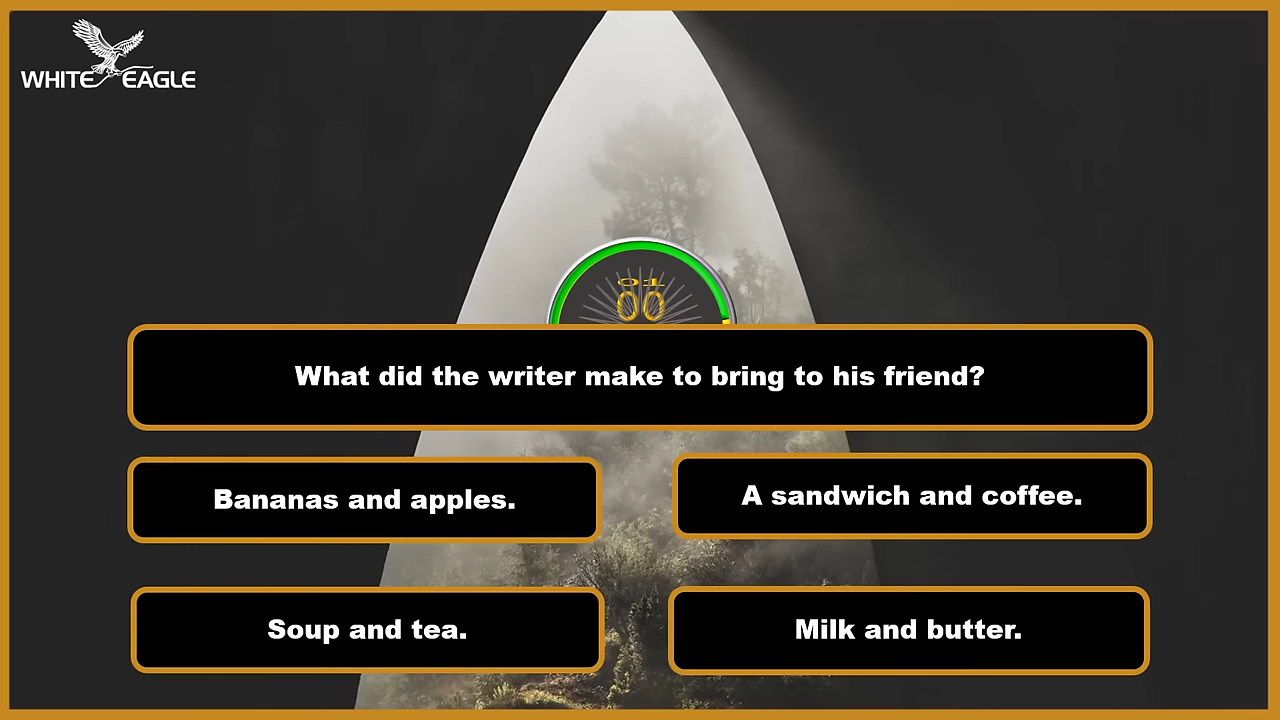 WHITE EAGLE
What did the writer make to bring to his friend?
Bananas and apples.
A sandwich and coffee.
Soup and tea.
Milk and butter.